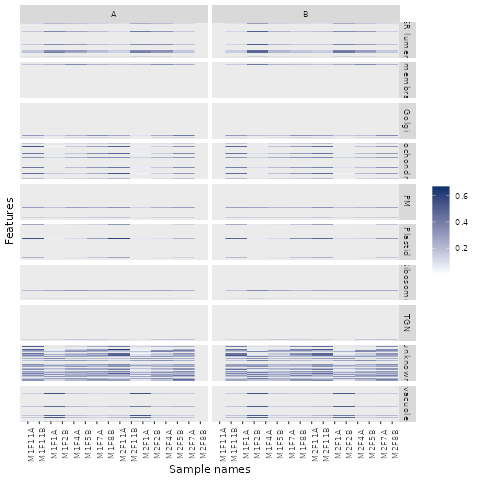 A
B
Features
Golgi
PM
Plastid
TGN
vacuole
0.6
0.4
0.2
M1F11A
M1F11B
M1F1A
M1F2B
M1F4A
M1F5B
M1F7A
M1F8B
M2F11A
M2F11B
M2F1A
M2F2B
M2F4A
M2F5B
M2F7A
M2F8B
M1F11A
M1F11B
M1F1A
M1F2B
M1F4A
M1F5B
M1F7A
M1F8B
M2F11A
M2F11B
M2F1A
M2F2B
M2F4A
M2F5B
M2F7A
M2F8B
Sample names